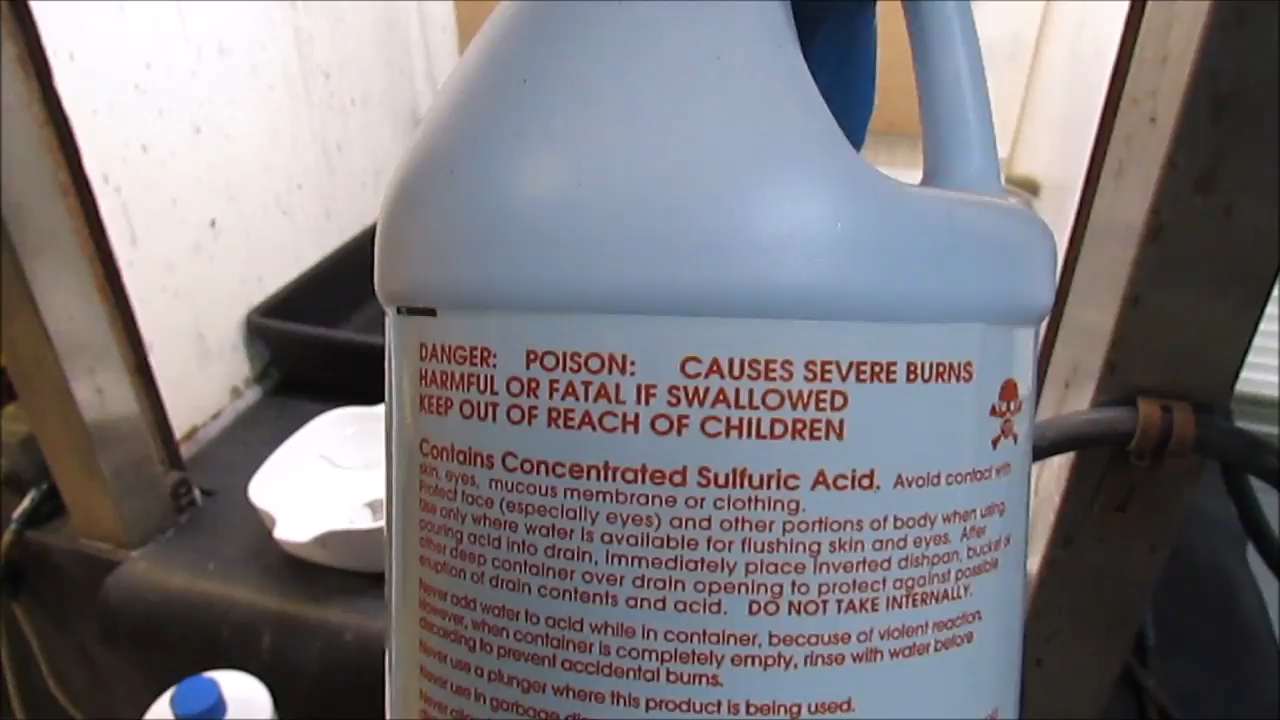 DANGER: POISON: CAUSES SEVERE BURNS
HARMFUL OR FATAL IF SWALLOWED
KEEP OUT OF REACH OF CHILDREN
Contains Concentrated Sulfuric Acid. Avoid contact with
skin, eyes, mucous membrane or clothing.
Protect face (especially eyes) and other portions of body when using.
Use only where water is available for flushing skin and eyes. After
pouring acid into drain, immediately place inverted dishpan, bucket or
other deep container over drain opening to protect against possible
eruption of drain contents and acid. DO NOT TAKE INTERNALLY.
Never add water to acid while in container, because of violent reaction.
However, when container is completely empty, rinse with water before
discarding to prevent accidental burns.
Never use a plunger where this product is being used.
Never use in garbage
Never